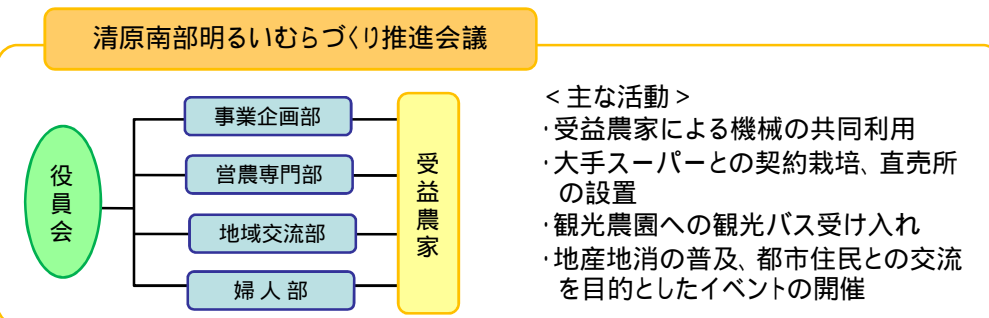 清原南部明るいむらづくり推進会議
役員会
事業企画部
営農専門部
地域交流部
婦人部
受益農家
<主な活動>
・受益農家による機械の共同利用
・大手スーパーとの契約栽培、直売所
の設置
・観光農園への観光バス受け入れ
・地産地消の普及、都市住民との交流
を目的としたイベントの開催